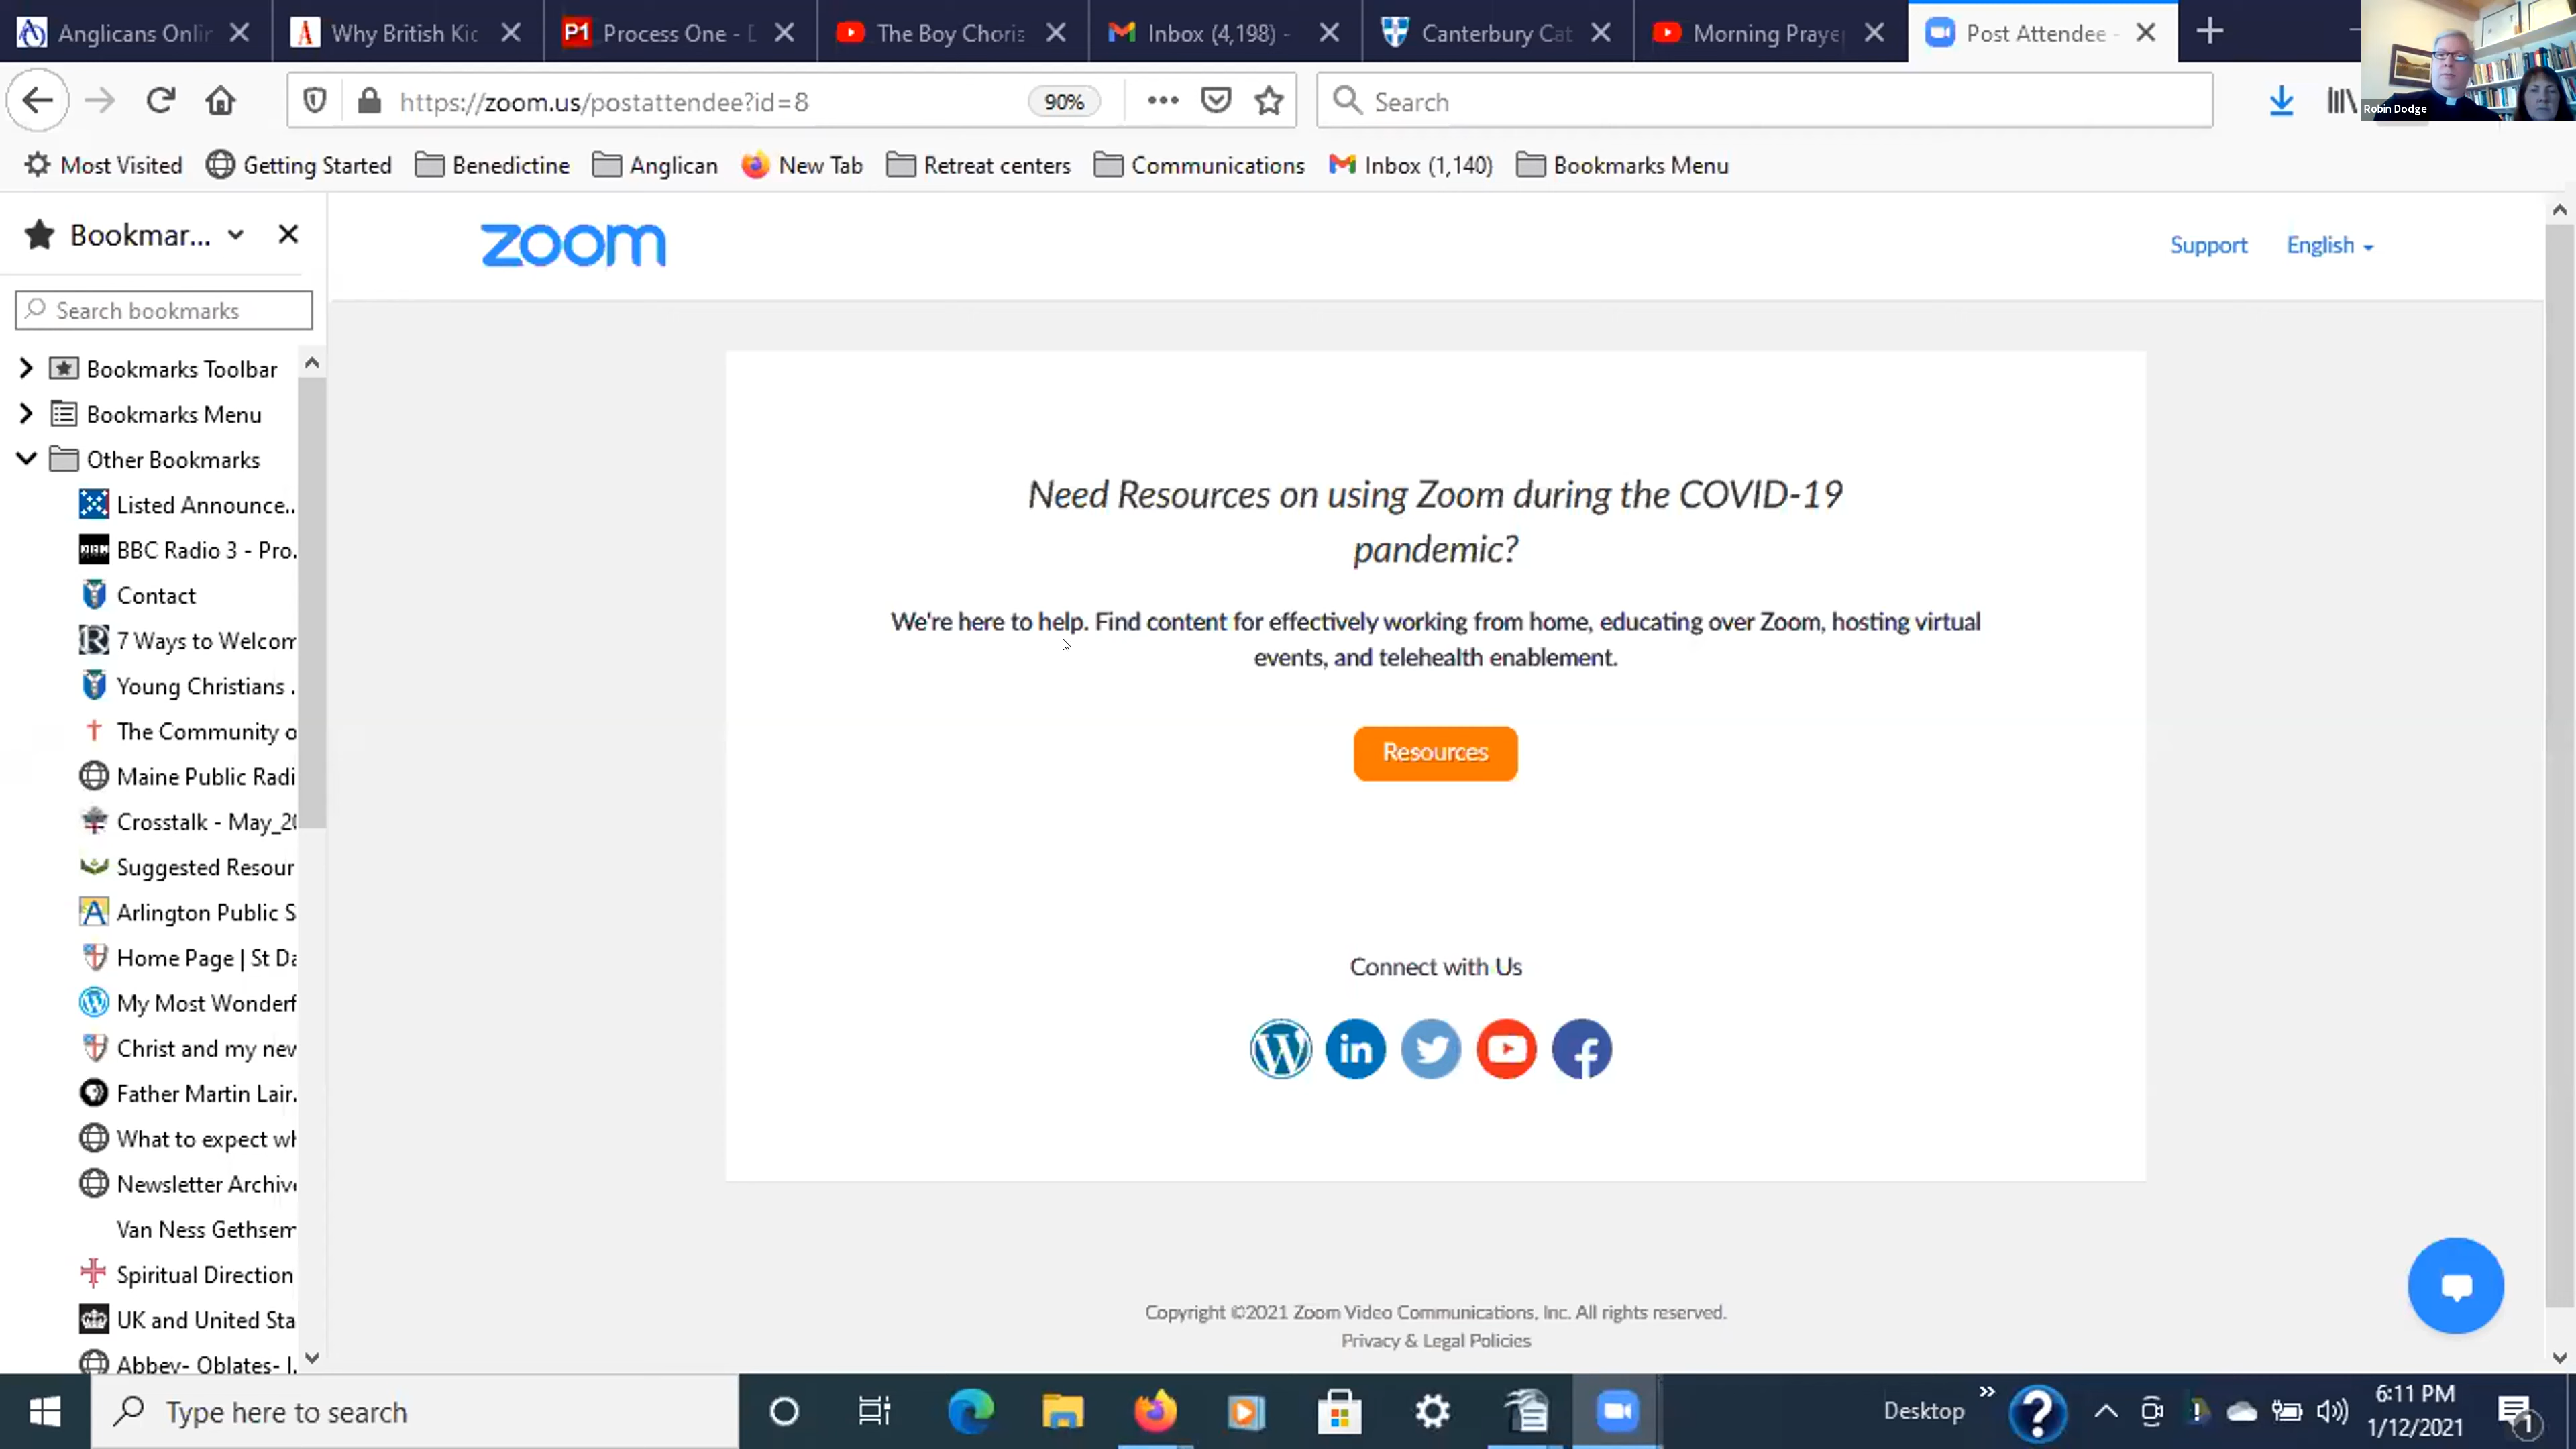 Anglicans Onlin
Why British Kid
Process One - D
The Boy Choris
Inbox (4,198) -
Canterbury Cat
Morning Praye
Post Attendee -
https://zoom.us/postattendee?id=8
90%
Search
Robin Dodge
Most Visited
Getting Started
Benedictine
Anglican
New Tab
Retreat centers
Communications
Inbox (1,140)
Bookmarks Menu
Bookmar...
zoom
Support
English
Search bookmarks
Bookmarks Toolbar
Bookmarks Menu
Other Bookmarks
Listed Announce..
BBC Radio 3 - Pro.
Contact
7 Ways to Welcom
Young Christians .
The Community o
Maine Public Radi
Crosstalk - May_20
Suggested Resour
Arlington Public S
Home Page | St Da
My Most Wonderf
Christ and my new
Father Martin Lair.
What to expect wh
Newsletter Archive
Van Ness Gethsem
Spiritual Direction
UK and United Sta
Abbey- Oblates- I.
Need Resources on using Zoom during the COVID-19
pandemic?
We're here to help. Find content for effectively working from home, educating over Zoom, hosting virtual
events, and telehealth enablement.
Resources
Connect with Us
Copyright ©2021 Zoom Video Communications, Inc. All rights reserved.
Privacy & Legal Policies
Type here to search
Desktop
6:11 PM
1/12/2021
1